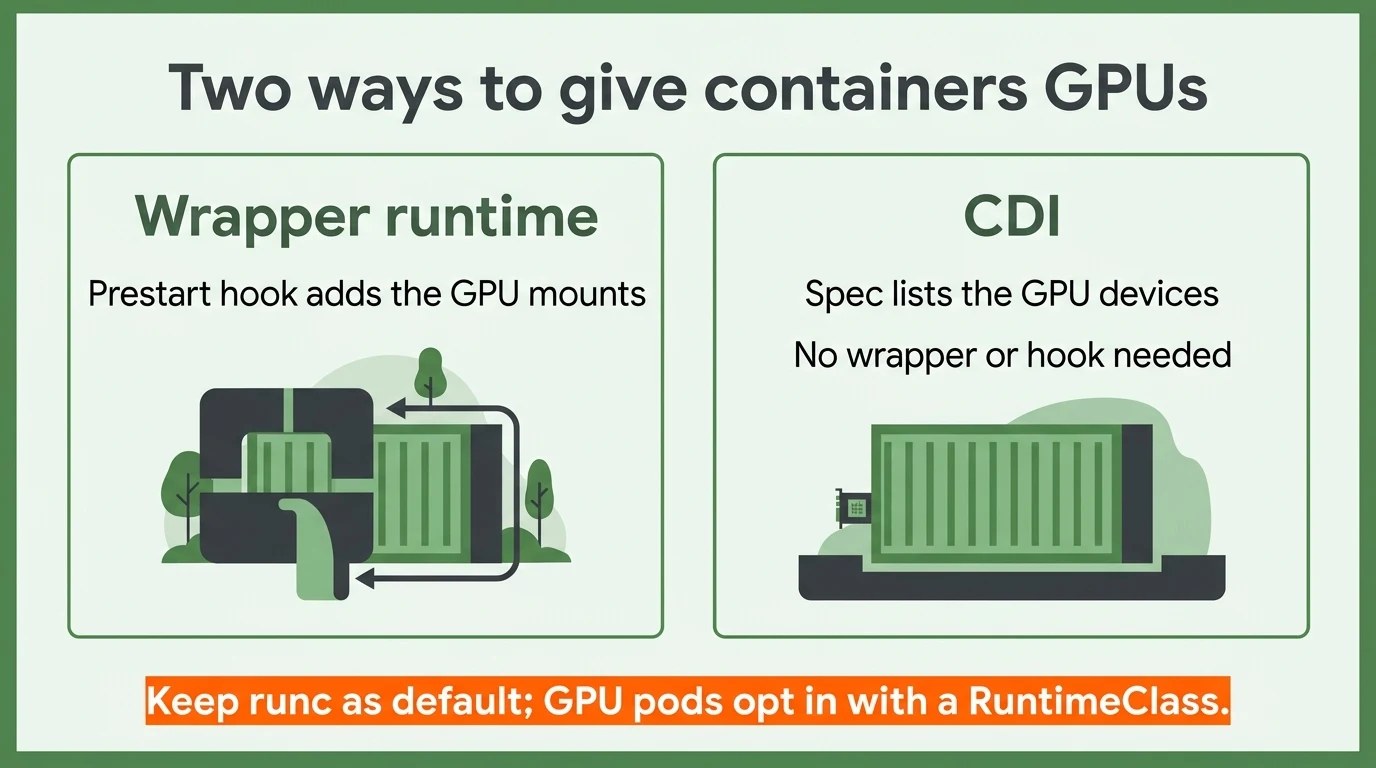 Two ways to give containers GPUs
Wrapper runtime
Prestart hook adds the GPU mounts
CDI
Spec lists the GPU devices
No wrapper or hook needed
Keep runc as default; GPU pods opt in with a RuntimeClass.